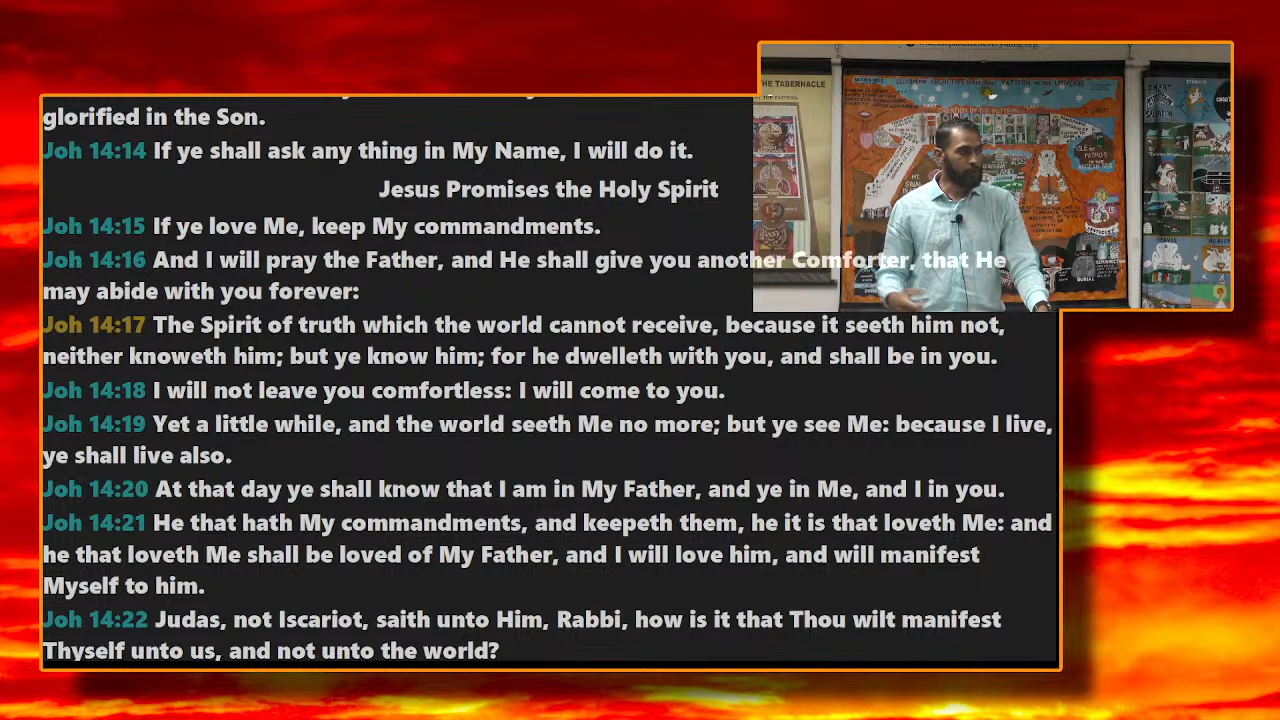 glorified in the Son.
Joh 14:14 If ye shall ask any thing in My Name, I will do it.
Jesus Promises the Holy Spirit
Joh 14:15 If ye love Me, keep My commandments.
Joh 14:16 And I will pray the Father, and He shall give you another Comforter, that He
may abide with you forever:
Joh 14:17 The Spirit of truth which the world cannot receive, because it seeth him not,
neither knoweth him; but ye know him; for he dwelleth with you, and shall be in you.
Joh 14:18 I will not leave you comfortless: I will come to you.
Joh 14:19 Yet a little while, and the world seeth Me no more; but ye see Me: because I live,
ye shall live also.
Joh 14:20 At that day ye shall know that I am in My Father, and ye in Me, and I in you.
Joh 14:21 He that hath My commandments, and keepeth them, he it is that loveth Me: and
he that loveth Me shall be loved of My Father, and I will love him, and will manifest
Myself to him.
Joh 14:22 Judas, not Iscariot, saith unto Him, Rabbi, how is it that Thou wilt manifest
Thyself unto us, and not unto the world?
THE TABERNACLE
CREATION BY THE PATTERN
ISLE OF
PATMOS
BURIAL